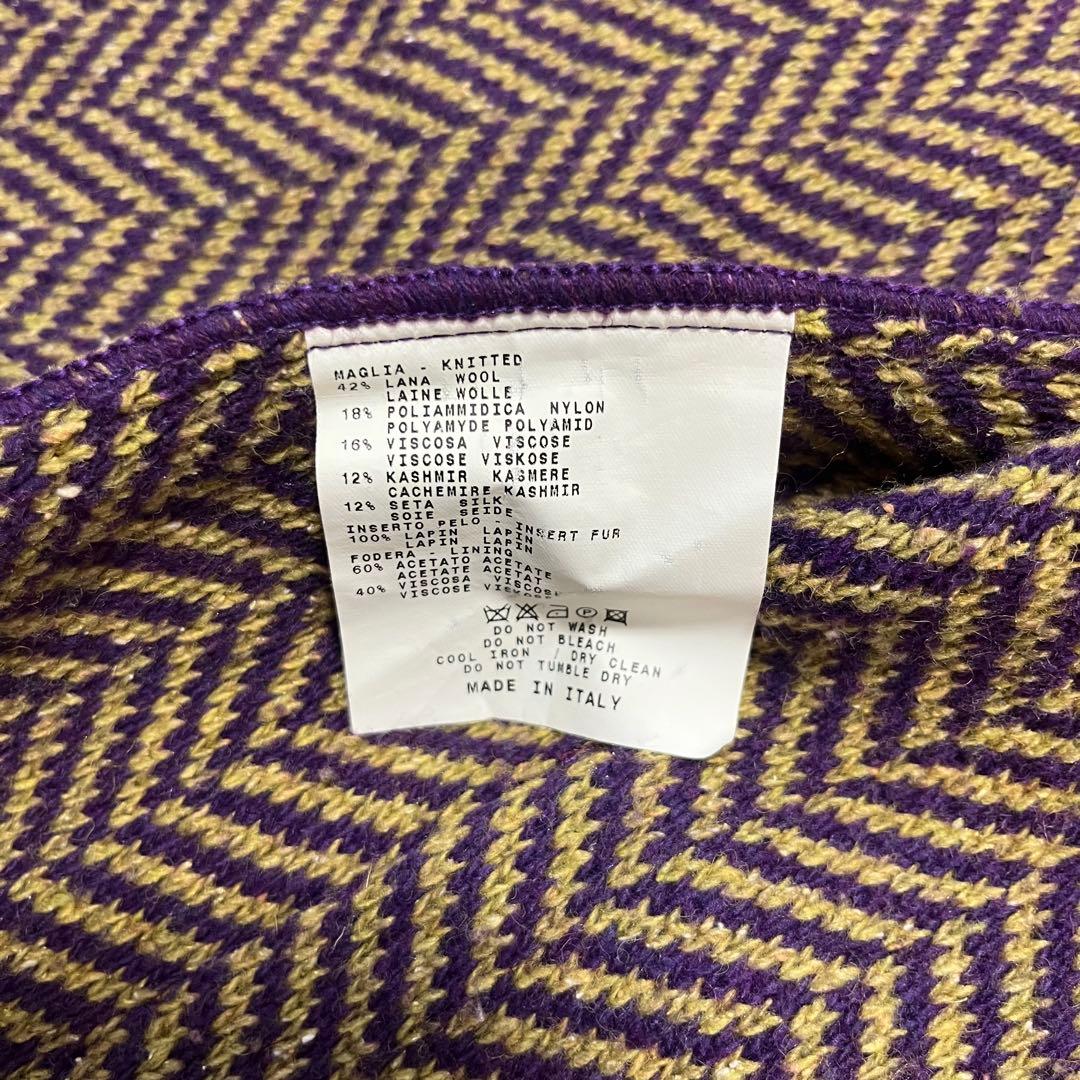 MAGLIA - KNITTED
42% LANA WOOL
LAINE WOLLE
18% POLIAMMIDICA NYLON
POLYAMYDE POLYAMID
16% VISCOSA VISCOSE
VISCOSE VISKOSE
12% KASHMIR KASMERE
CACHEMIRE KASHMIR
12% SETA SILK
SOIE SEIDE
INSERTO PELO - INSERT FUR
100% LAPIN LAPIN
LAPIN LAPIN
FODERA - LINING
60% ACETATO ACETATE
ACETATE ACETAT
40% VISCOSA VISCOSE
VISCOSE VISKOSE
P
DO NOT WASH
DO NOT BLEACH
COOL IRON / DRY CLEAN
DO NOT TUMBLE DRY
MADE IN ITALY